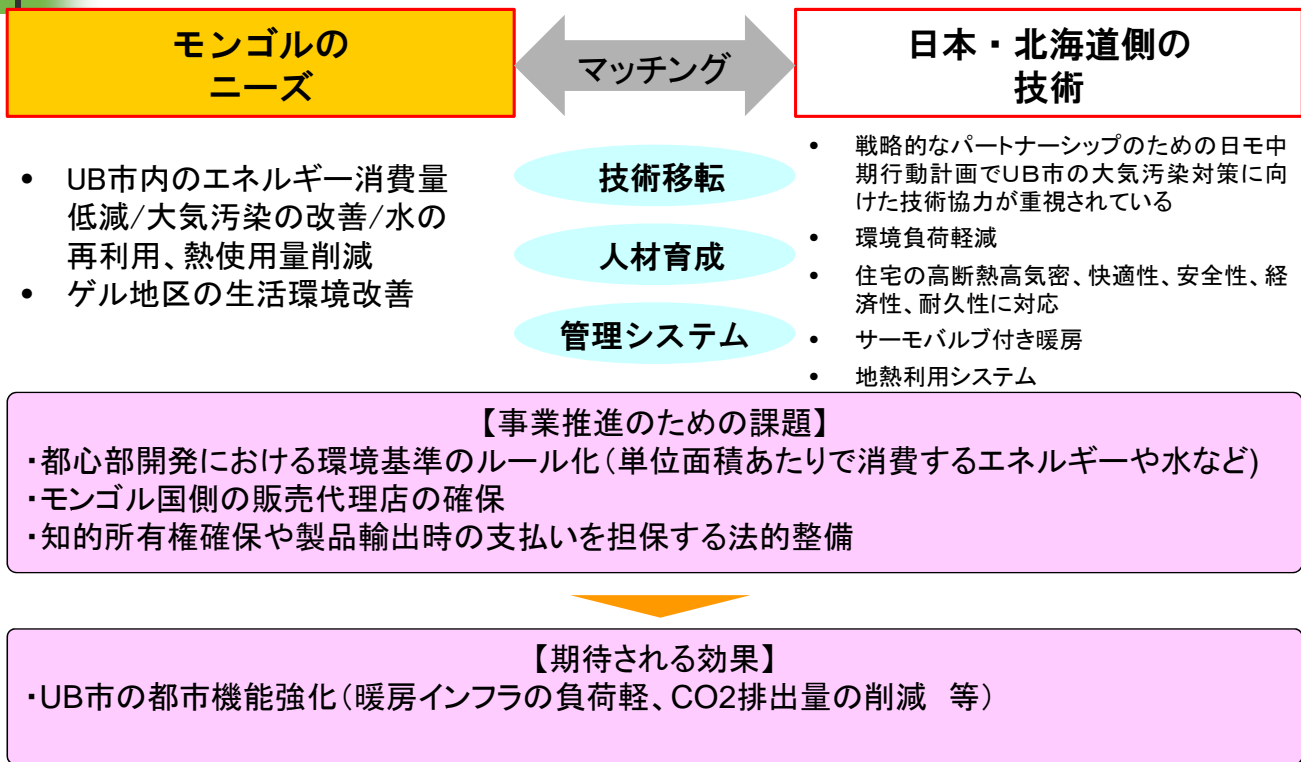 モンゴルの
ニーズ
マッチング
日本・北海道側の
技術
• UB市内のエネルギー消費量
低減/大気汚染の改善/水の
再利用、熱使用量削減
• ゲル地区の生活環境改善
技術移転
人材育成
管理システム
• 戦略的なパートナーシップのための日モ中
期行動計画でUB市の大気汚染対策に向
けた技術協力が重視されている
• 環境負荷軽減
• 住宅の高断熱高気密、快適性、安全性、経
済性、耐久性に対応
• サーモバルブ付き暖房
• 地熱利用システム
【事業推進のための課題】
・都心部開発における環境基準のルール化(単位面積あたりで消費するエネルギーや水など)
・モンゴル国側の販売代理店の確保
・知的所有権確保や製品輸出時の支払いを担保する法的整備
【期待される効果】
・UB市の都市機能強化(暖房インフラの負荷軽、CO2排出量の削減 等)